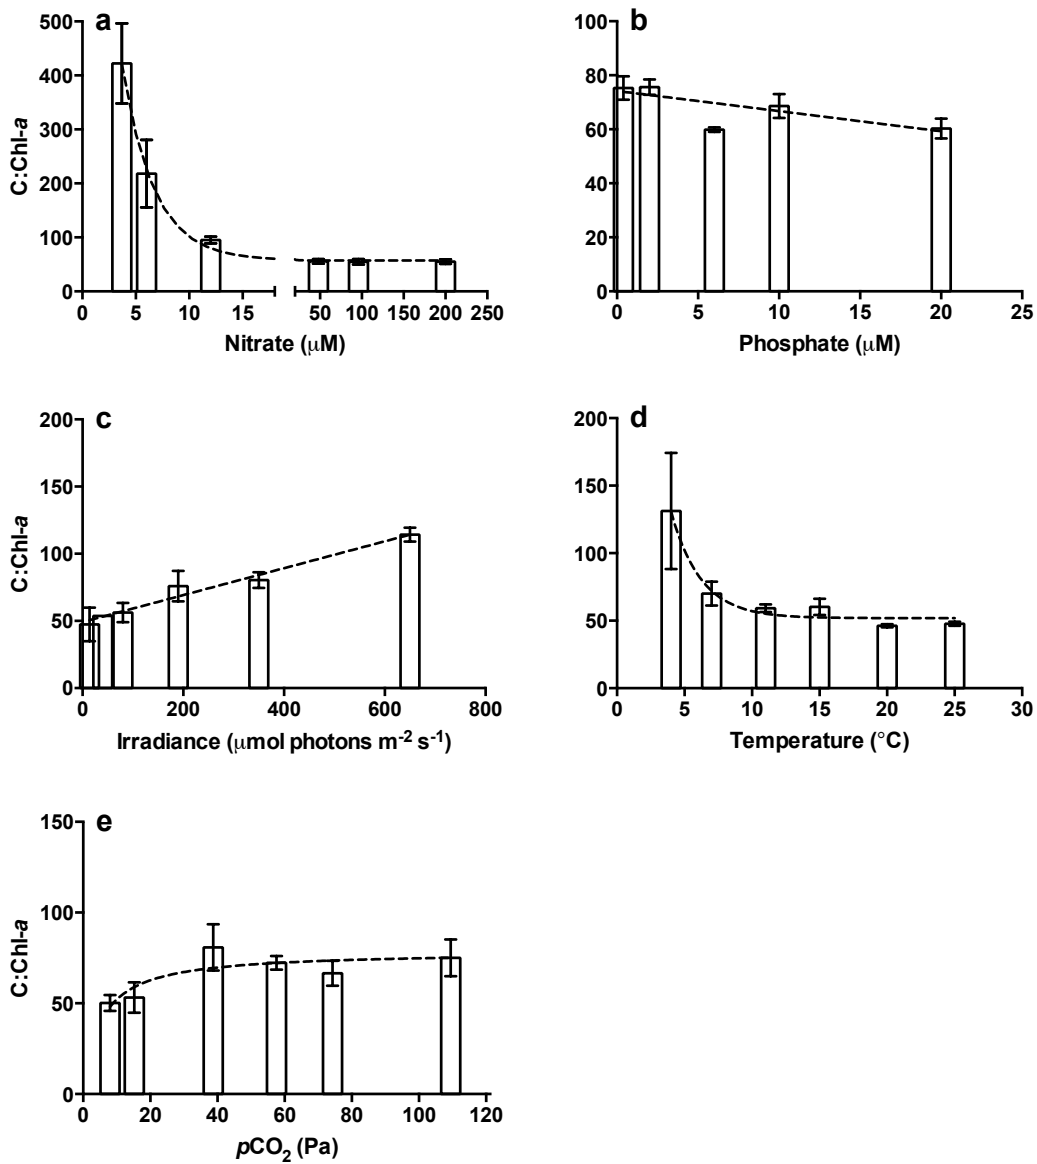 a
500
400
300
200
100
0
C:Chl-a
0 5 10 15 50 100 150 200 250
Nitrate (μM)
b
100
80
60
40
20
0
0 5 10 15 20 25
Phosphate (μM)
c
200
150
100
50
0
C:Chl-a
0 200 400 600 800
Irradiance (μmol photons m⁻² s⁻¹)
d
200
150
100
50
0
0 5 10 15 20 25 30
Temperature (°C)
e
150
100
50
0
C:Chl-a
0 20 40 60 80 100 120
pCO₂ (Pa)